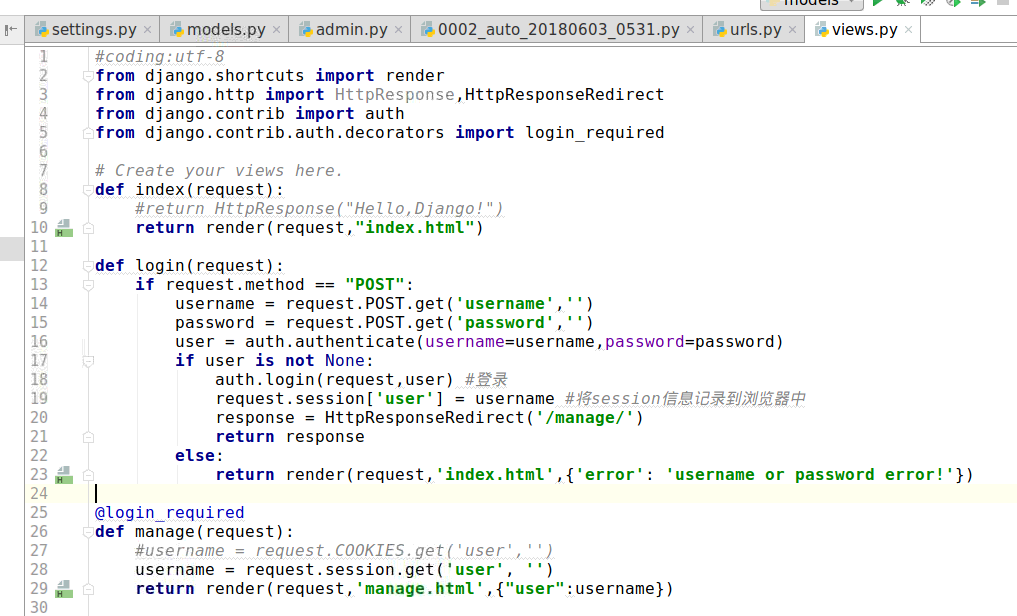 models
settings.py models.py admin.py 0002_auto_20180603_0531.py urls.py views.py
1 #coding:utf-8
2 from django.shortcuts import render
3 from django.http import HttpResponse,HttpResponseRedirect
4 from django.contrib import auth
5 from django.contrib.auth.decorators import login_required
6
7 # Create your views here.
8 def index(request):
9     #return HttpResponse("Hello,Django!")
10     return render(request,"index.html")
11
12 def login(request):
13     if request.method == "POST":
14         username = request.POST.get('username','')
15         password = request.POST.get('password','')
16         user = auth.authenticate(username=username,password=password)
17         if user is not None:
18             auth.login(request,user) #登录
19             request.session['user'] = username #将session信息记录到浏览器中
20             response = HttpResponseRedirect('/manage/')
21             return response
22         else:
23             return render(request,'index.html',{'error': 'username or password error!'})
24
25 @login_required
26 def manage(request):
27     #username = request.COOKIES.get('user','')
28     username = request.session.get('user', '')
29     return render(request,'manage.html',{"user":username})
30